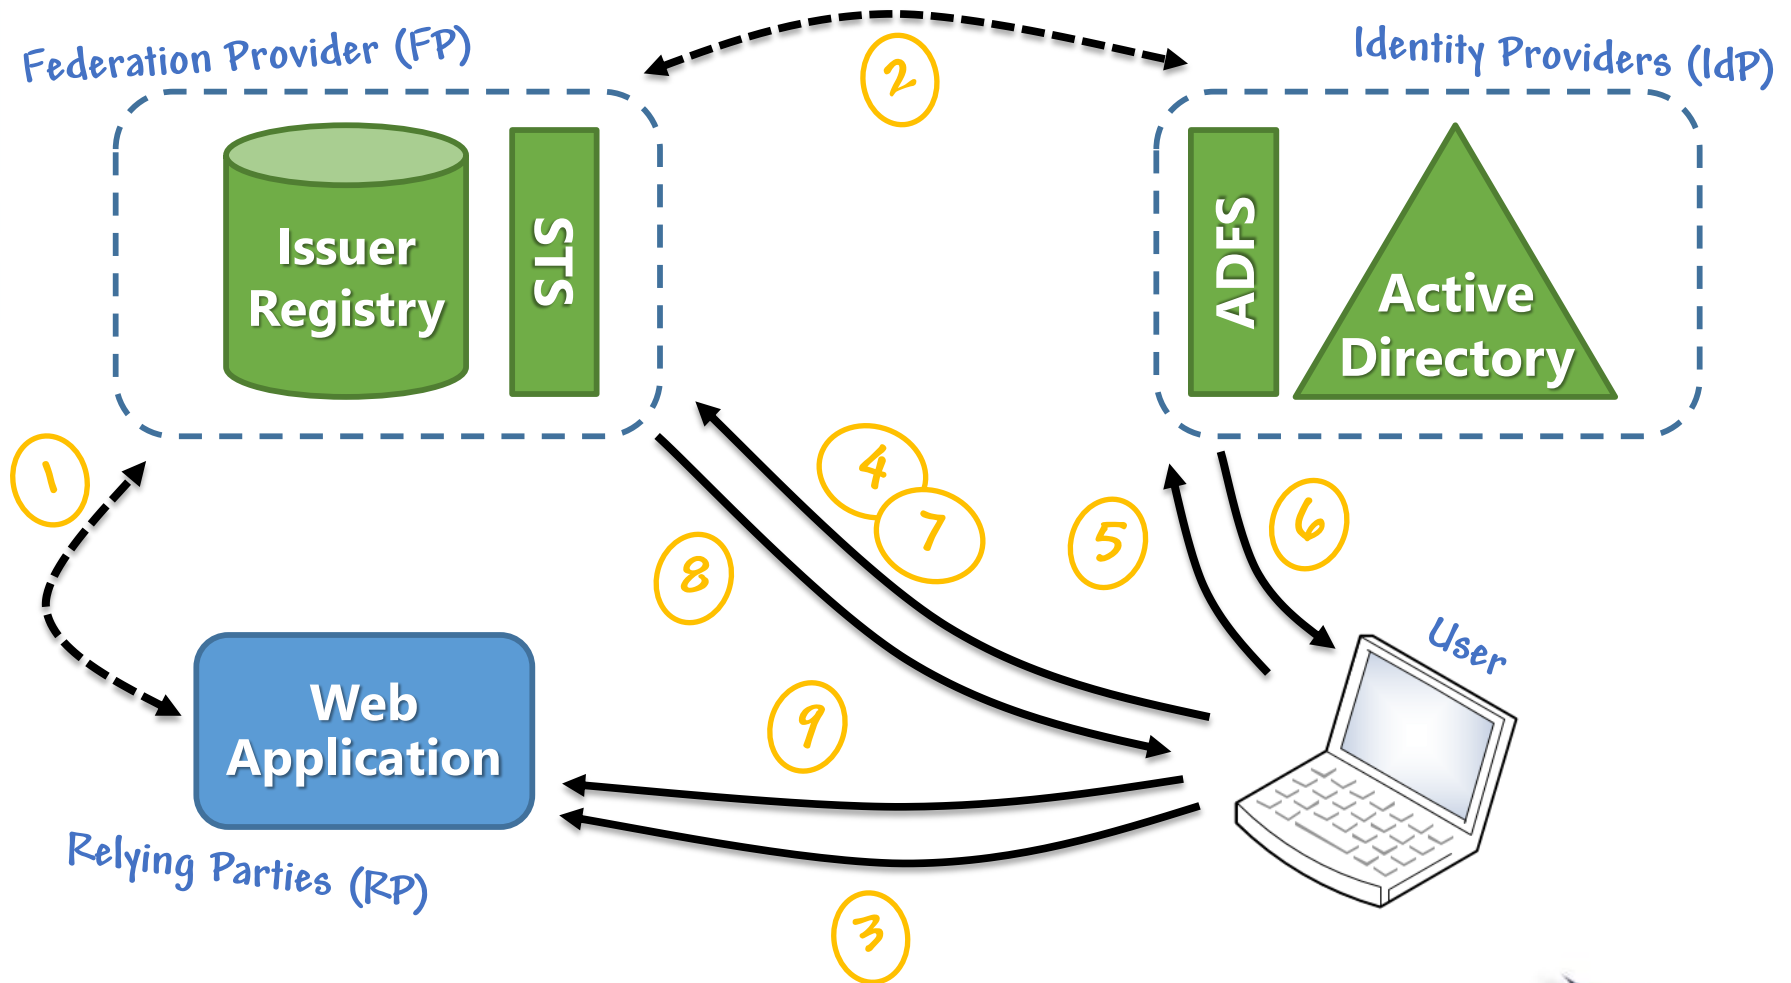 Federation Provider (FP)
2
Identity Providers (IdP)
Issuer
Registry
STS
ADFS
Active
Directory
1
4
7
5
6
8
User
9
Web
Application
Relying Parties (RP)
3